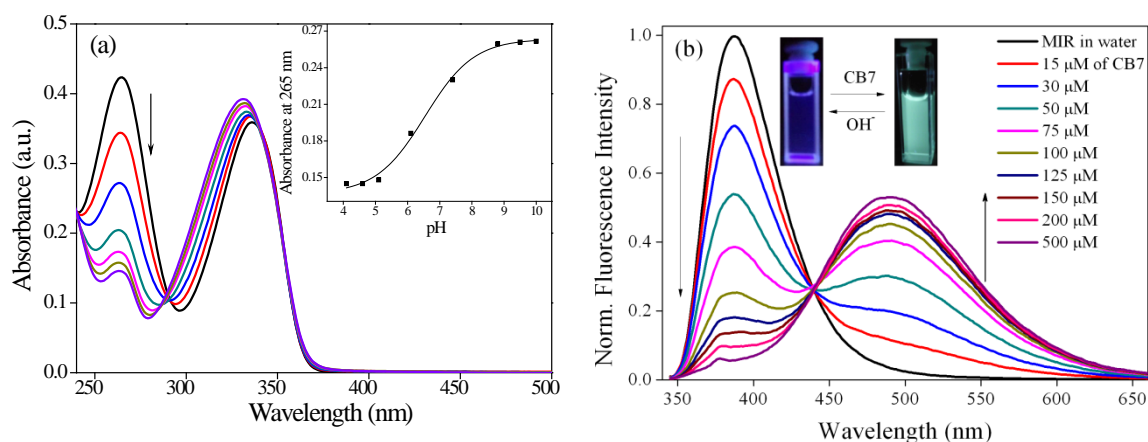 (a)
0.5
0.4
0.3
0.2
0.1
0.0
Absorbance (a.u.)
250
300
350
400
450
500
Wavelength (nm)
0.27
0.23
0.19
0.15
Absorbance at 265 nm
4 5 6 7 8 9 10
pH
(b)
1.0
0.8
0.6
0.4
0.2
0.0
Norm. Fluorescence Intensity
350
400
450
500
550
600
650
Wavelength (nm)
CB7
OH-
MIR in water
15 μM of CB7
30 μM
50 μM
75 μM
100 μM
125 μM
150 μM
200 μM
500 μM